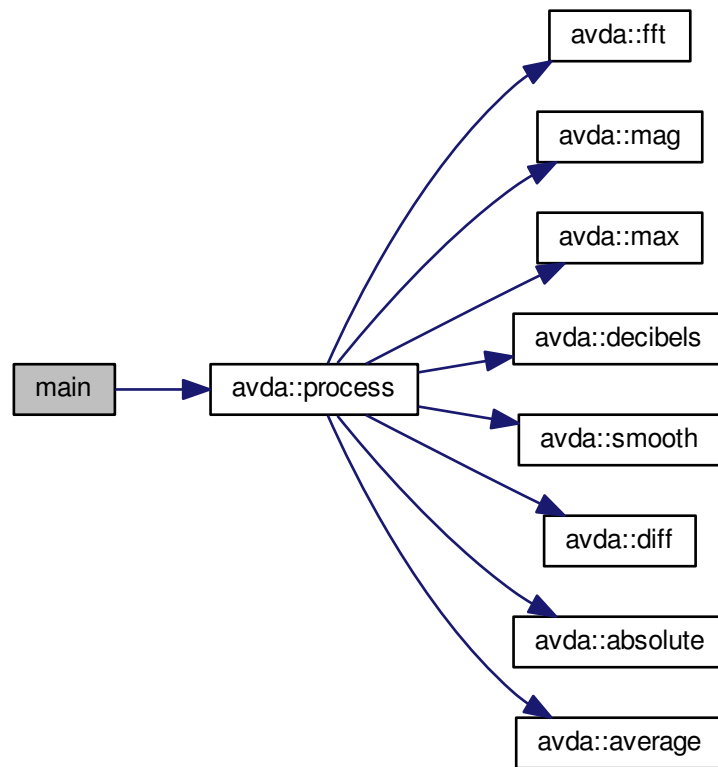 main
avda::process
avda::fft
avda::mag
avda::max
avda::decibels
avda::smooth
avda::diff
avda::absolute
avda::average